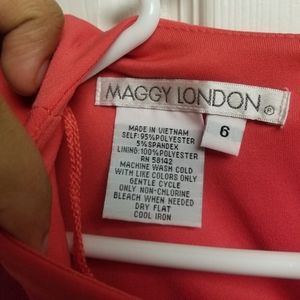 MAGGY LONDON®
6
MADE IN VIETNAM
SELF: 95% POLYESTER
5% SPANDEX
LINING: 100% POLYESTER
RN 58142
MACHINE WASH COLD
WITH LIKE COLORS ONLY
GENTLE CYCLE
ONLY NON-CHLORINE
BLEACH WHEN NEEDED
DRY FLAT
COOL IRON